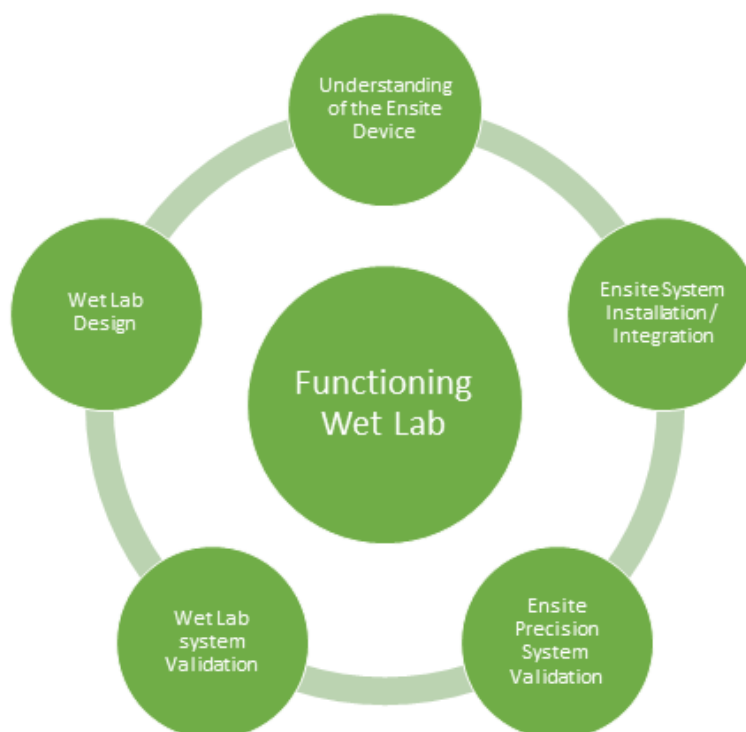 Understanding
of the Ensite
Device
Ensite System
Installation /
Integration
Ensite
Precision
System
Validation
Wet Lab
system
Validation
Wet Lab
Design
Functioning
Wet Lab